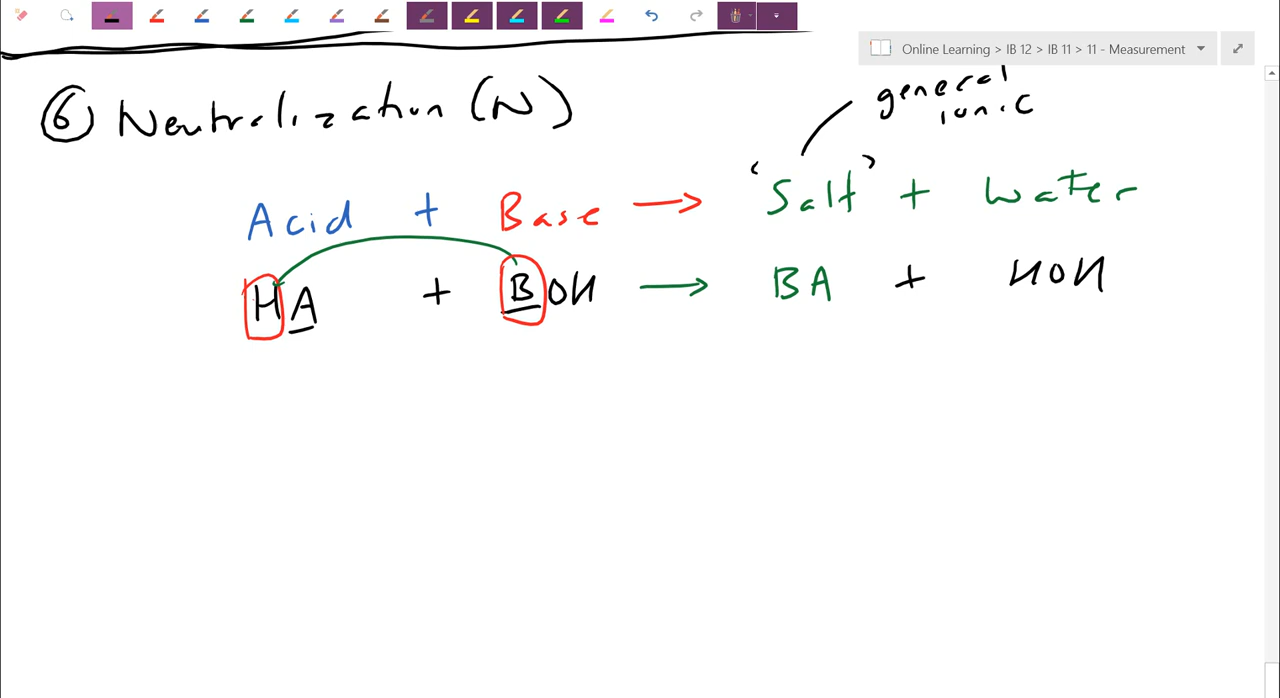 Online Learning > IB 12 > IB 11 > 11 - Measurement
general
ionic
⑥ Neutralization (N)
Acid + Base → 'Salt' + Water
HA + BOH → BA + HOH